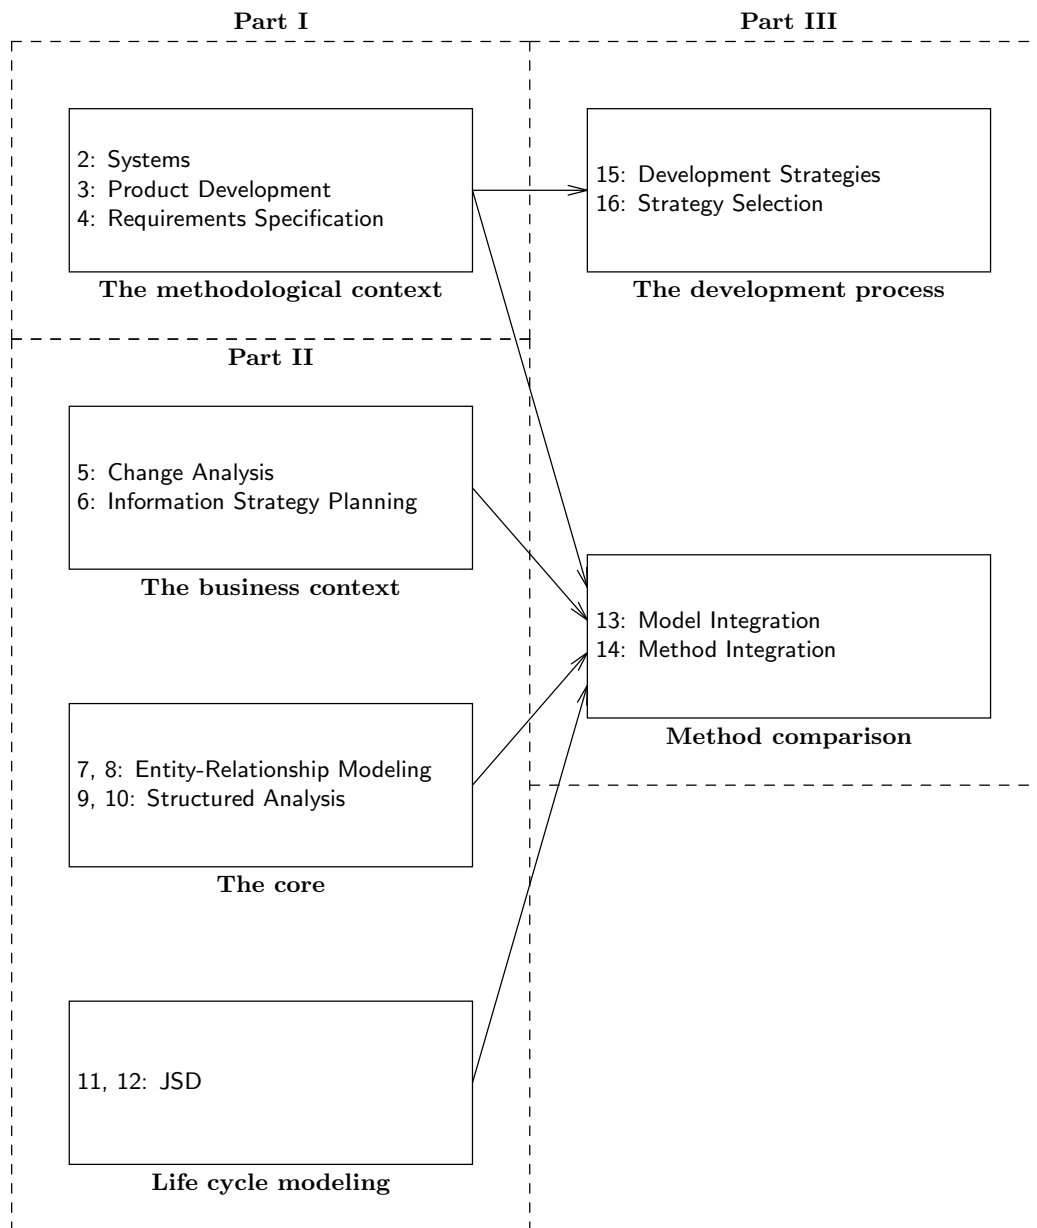 Part I
Part III
2: Systems
3: Product Development
4: Requirements Specification
The methodological context
15: Development Strategies
16: Strategy Selection
The development process
Part II
5: Change Analysis
6: Information Strategy Planning
The business context
13: Model Integration
14: Method Integration
Method comparison
7, 8: Entity-Relationship Modeling
9, 10: Structured Analysis
The core
11, 12: JSD
Life cycle modeling